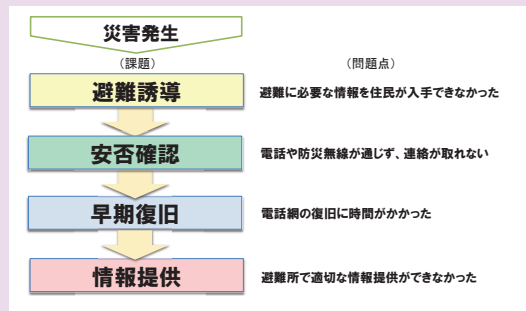 災害発生
（課題）
（問題点）
避難誘導
避難に必要な情報を住民が入手できなかった
安否確認
電話や防災無線が通じず、連絡が取れない
早期復旧
電話網の復旧に時間がかかった
情報提供
避難所で適切な情報提供ができなかった